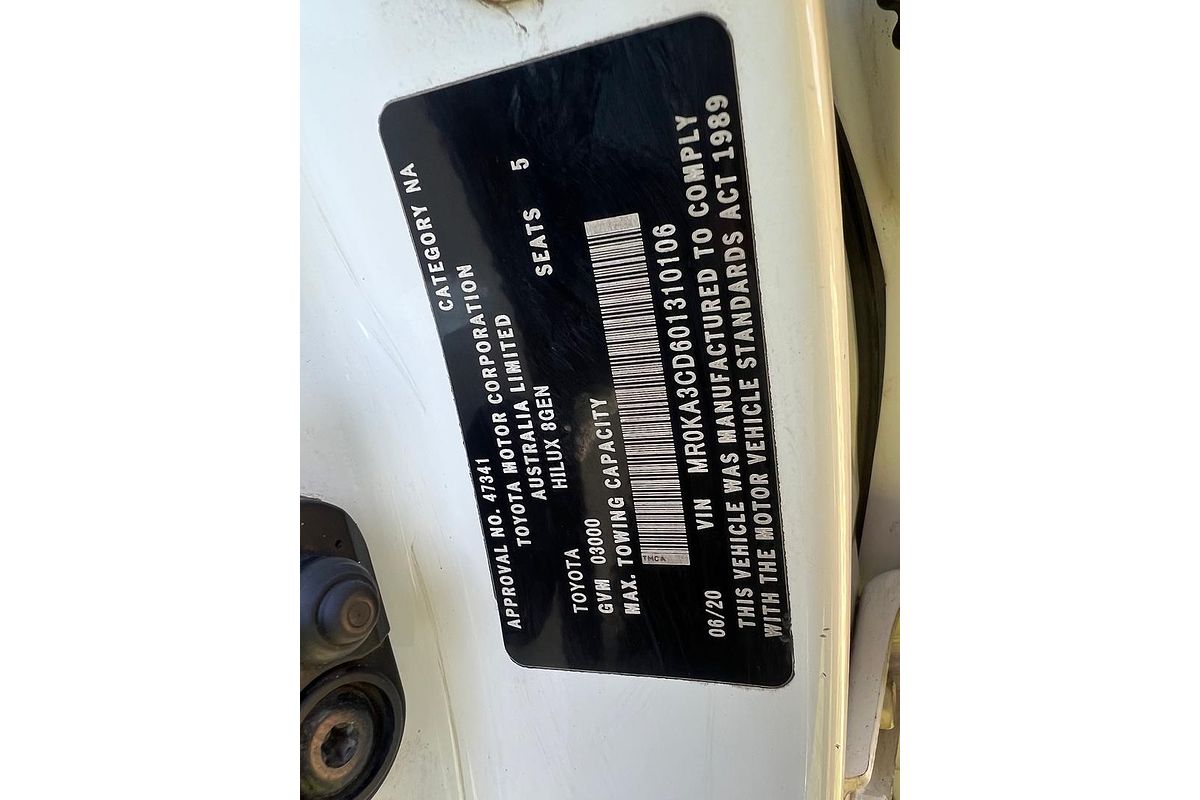 APPROVAL NO. 47341 CATEGORY NA
TOYOTA MOTOR CORPORATION
AUSTRALIA LIMITED
HILUX 8GEN
TOYOTA SEATS 5
GVM 03000
MAX. TOWING CAPACITY
TMCA
06/20 VIN MR0KA3CD601310106
THIS VEHICLE WAS MANUFACTURED TO COMPLY
WITH THE MOTOR VEHICLE STANDARDS ACT 1989